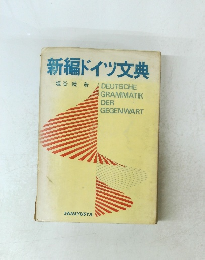 新編ドイツ文典
DEUTSCHE
GRAMMATIK
DER
GEGENWART